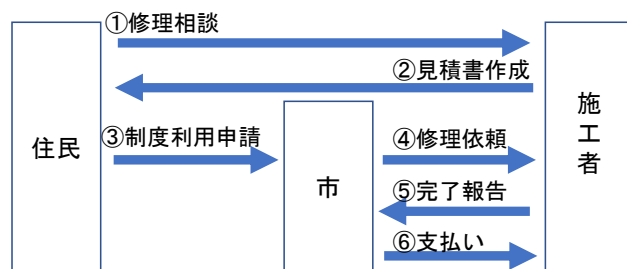 ①修理相談
②見積書作成
住民
③制度利用申請
市
④修理依頼
⑤完了報告
⑥支払い
施工者